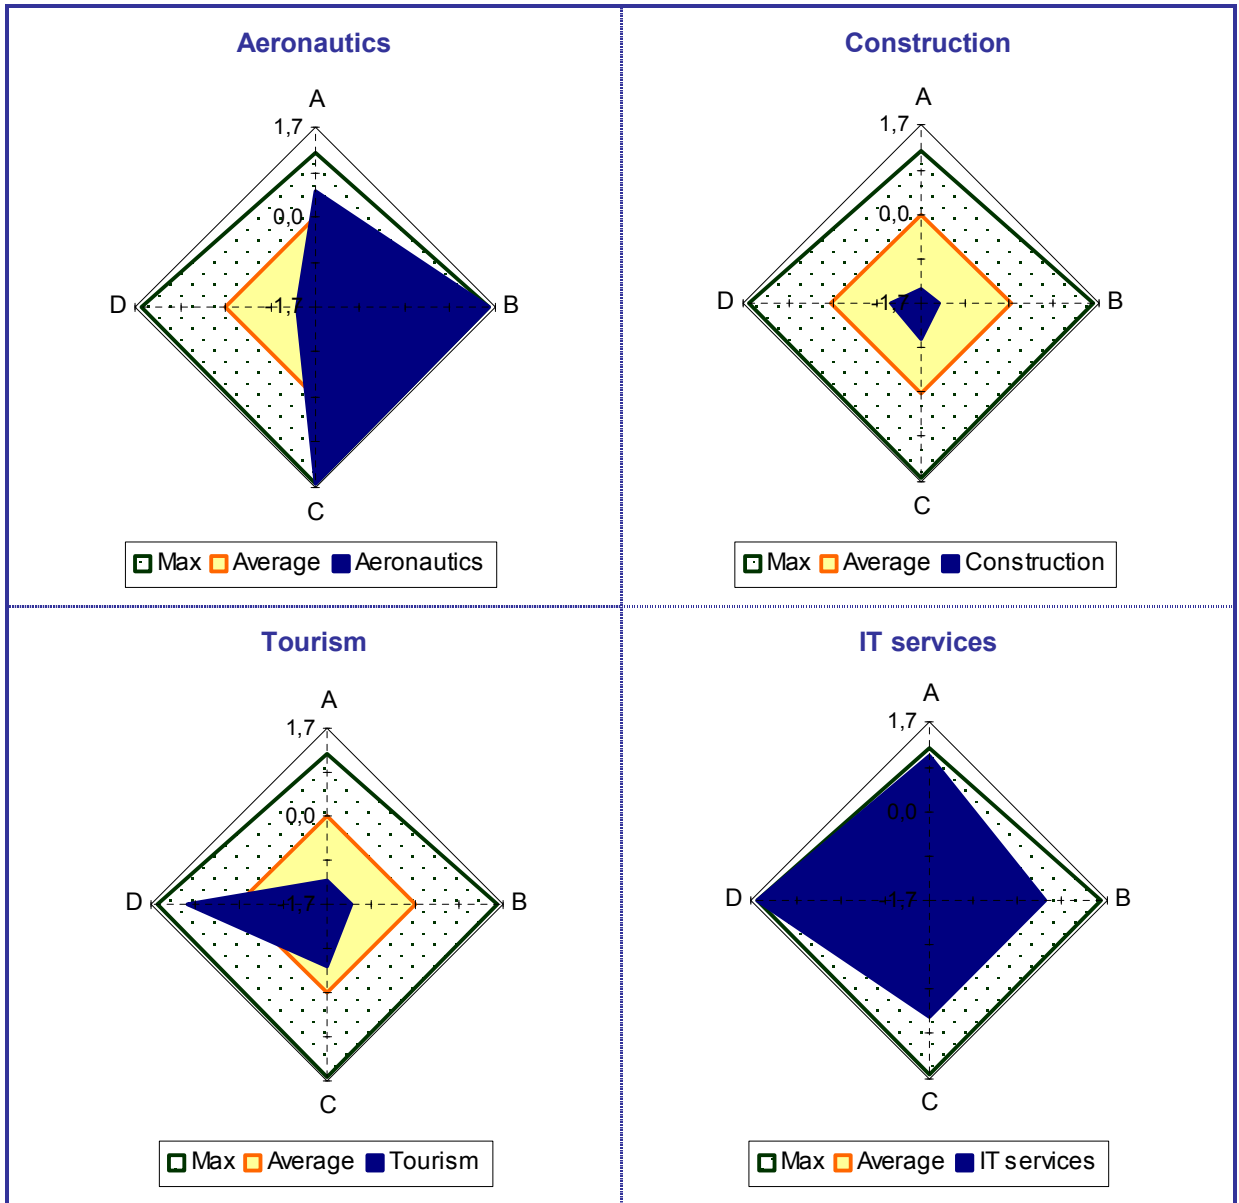 Aeronautics
A
1,7
0,0
D
-1,7
B
C
Max Average Aeronautics
Construction
A
1,7
0,0
D
-1,7
B
C
Max Average Construction
Tourism
A
1,7
0,0
D
-1,7
B
C
Max Average Tourism
IT services
A
1,7
0,0
D
-1,7
B
C
Max Average IT services